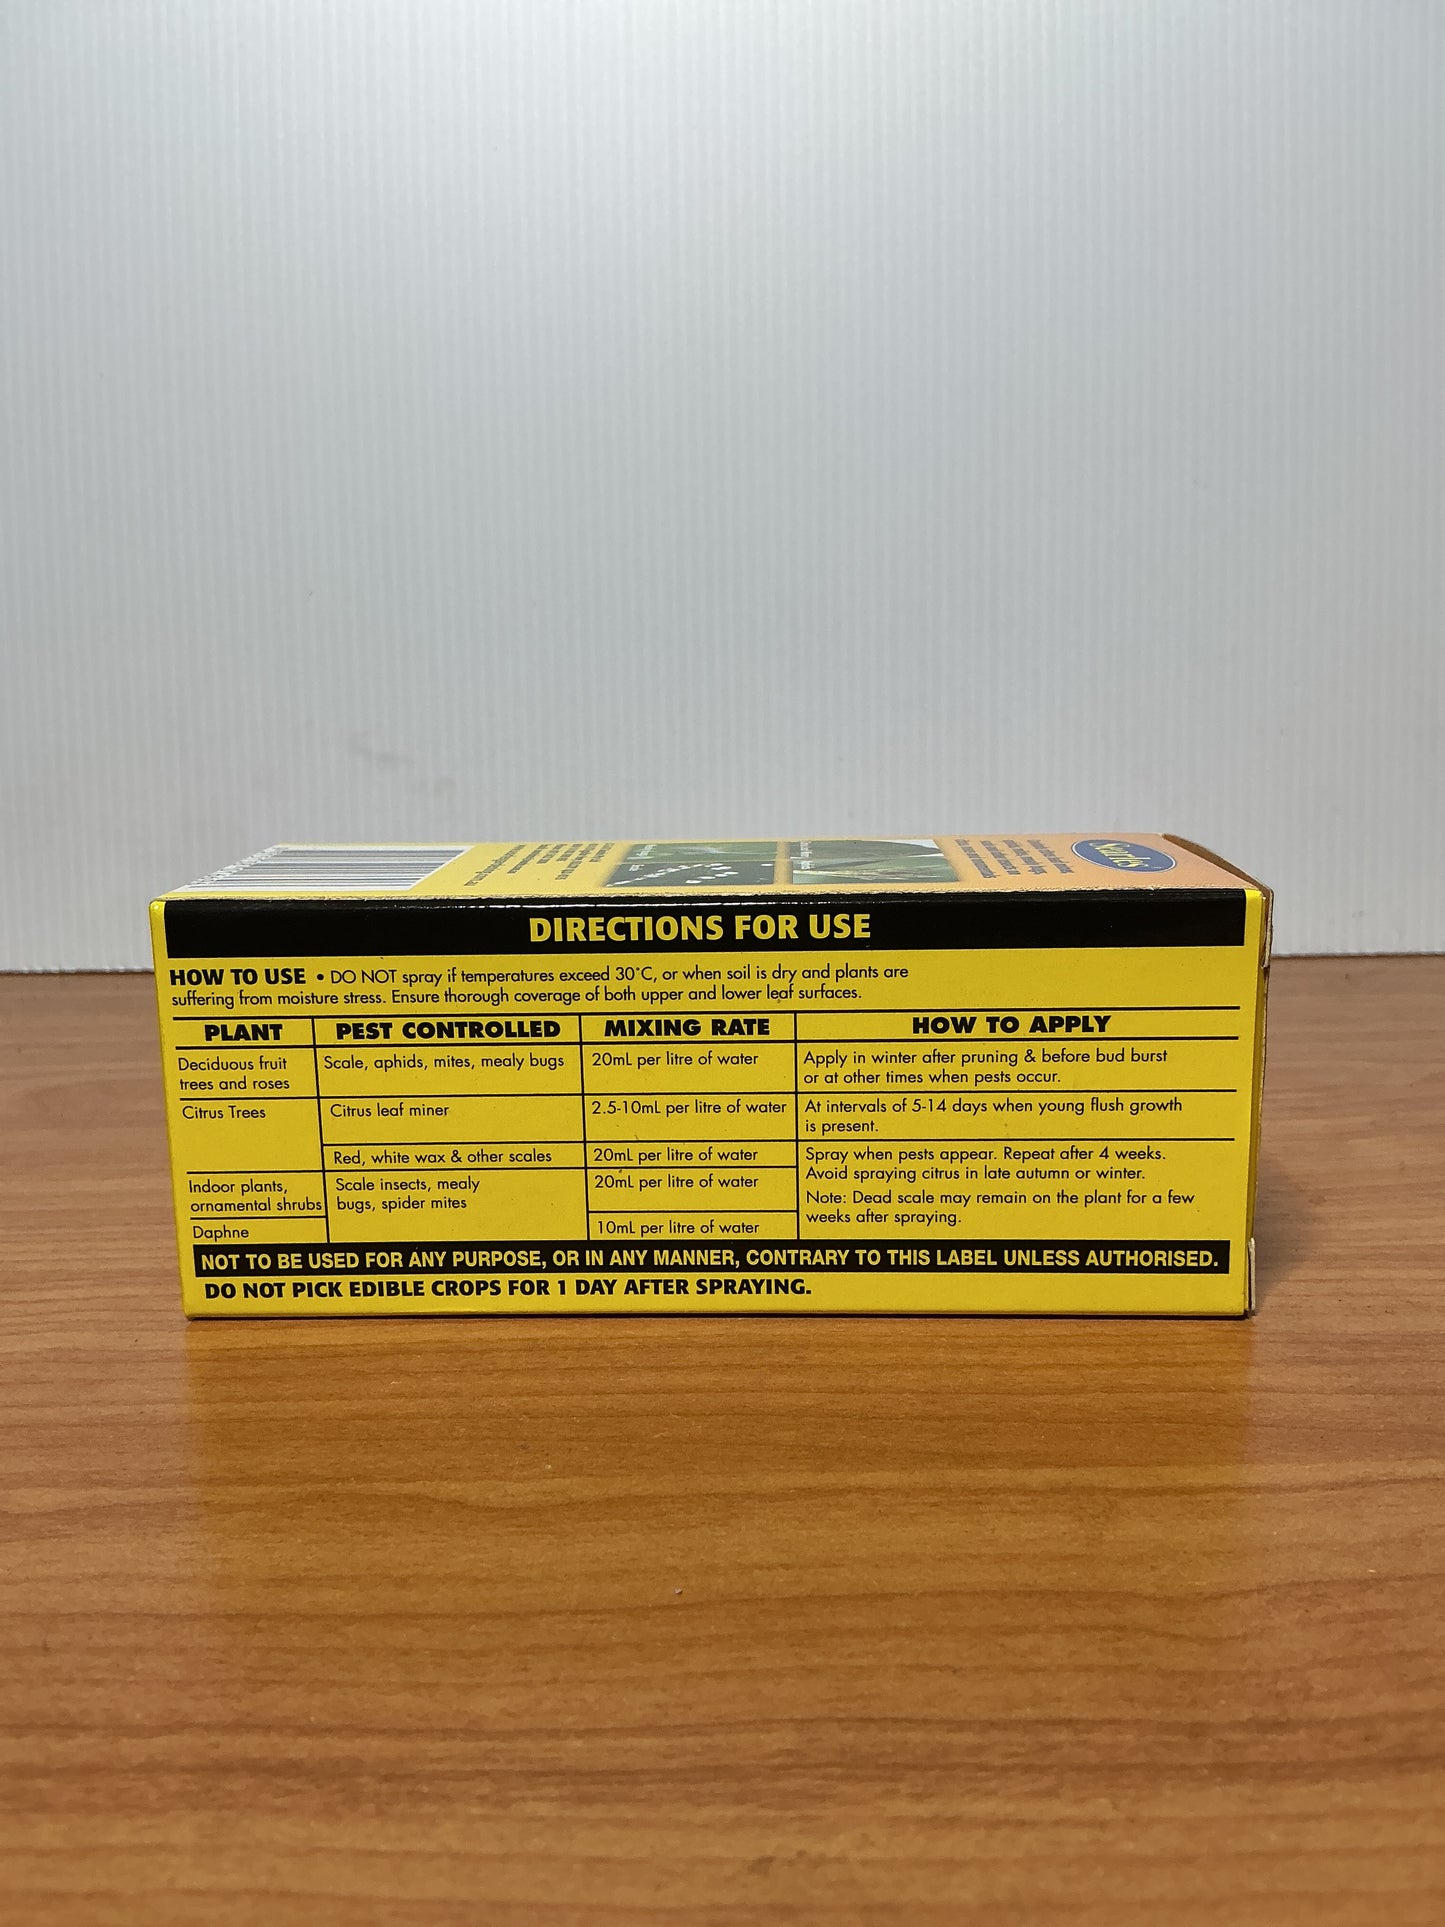 Searles
DIRECTIONS FOR USE
HOW TO USE • DO NOT spray if temperatures exceed 30°C, or when soil is dry and plants are
suffering from moisture stress. Ensure thorough coverage of both upper and lower leaf surfaces.
PLANT PEST CONTROLLED MIXING RATE HOW TO APPLY
Deciduous fruit Scale, aphids, mites, mealy bugs 20mL per litre of water Apply in winter after pruning & before bud burst
trees and roses or at other times when pests occur.
Citrus Trees Citrus leaf miner 2.5-10mL per litre of water At intervals of 5-14 days when young flush growth
is present.
Red, white wax & other scales 20mL per litre of water Spray when pests appear. Repeat after 4 weeks.
Avoid spraying citrus in late autumn or winter.
Indoor plants, Scale insects, mealy 20mL per litre of water Note: Dead scale may remain on the plant for a few
ornamental shrubs bugs, spider mites weeks after spraying.
Daphne 10mL per litre of water
NOT TO BE USED FOR ANY PURPOSE, OR IN ANY MANNER, CONTRARY TO THIS LABEL UNLESS AUTHORISED.
DO NOT PICK EDIBLE CROPS FOR 1 DAY AFTER SPRAYING.